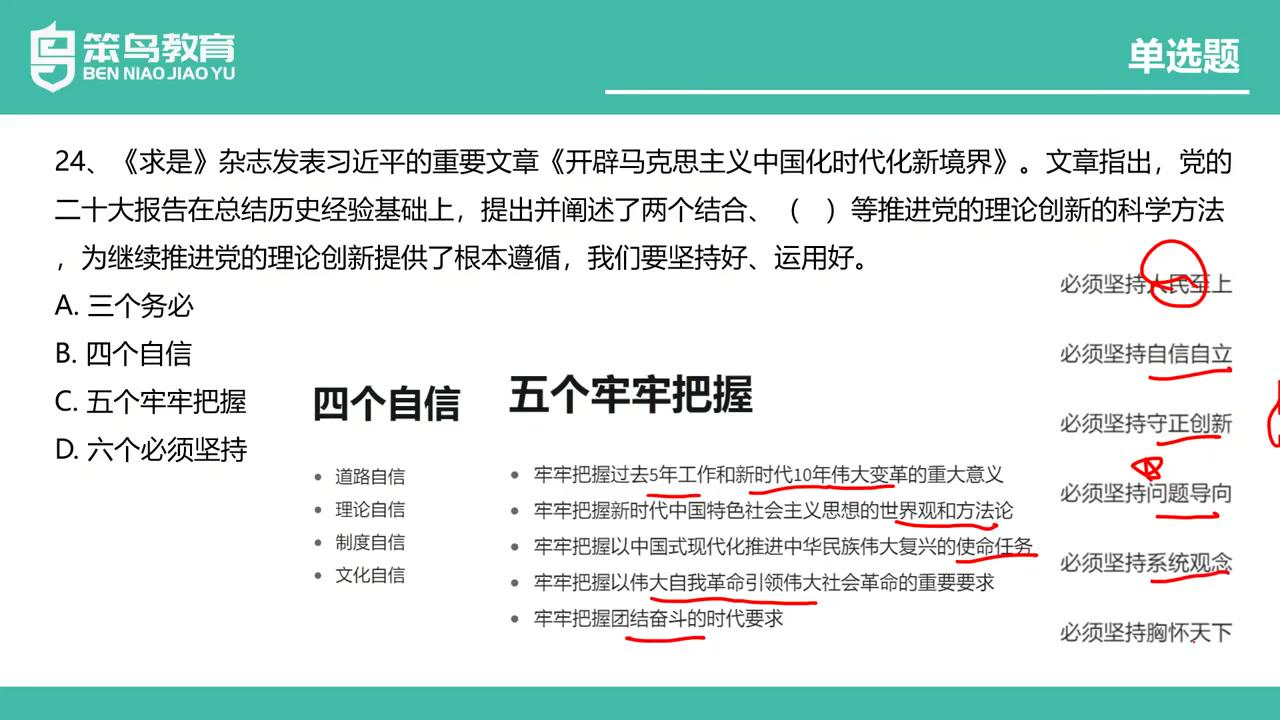 笨鸟教育
BEN NIAO JIAO YU
单选题
24、《求是》杂志发表习近平的重要文章《开辟马克思主义中国化时代化新境界》。文章指出，党的
二十大报告在总结历史经验基础上，提出并阐述了两个结合、（ ）等推进党的理论创新的科学方法
，为继续推进党的理论创新提供了根本遵循，我们要坚持好、运用好。
A. 三个务必
B. 四个自信
C. 五个牢牢把握
D. 六个必须坚持
四个自信
• 道路自信
• 理论自信
• 制度自信
• 文化自信
五个牢牢把握
• 牢牢把握过去5年工作和新时代10年伟大变革的重大意义
• 牢牢把握新时代中国特色社会主义思想的世界观和方法论
• 牢牢把握以中国式现代化推进中华民族伟大复兴的使命任务
• 牢牢把握以伟大自我革命引领伟大社会革命的重要要求
• 牢牢把握团结奋斗的时代要求
必须坚持人民至上
必须坚持自信自立
必须坚持守正创新
必须坚持问题导向
必须坚持系统观念
必须坚持胸怀天下